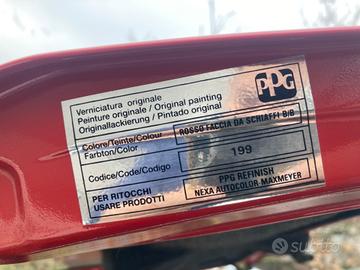 PPG
Verniciatura originale
Peinture originale / Original painting
Originallackierung / Pintado original
Colore/Teinte/Colour
Farbton/Color
ROSSO FACCIA DA SCHIAFFI B/B
Codice/Code/Codigo
199
PER RITOCCHI
USARE PRODOTTI
PPG REFINISH
NEXA AUTOCOLOR MAXMEYER
subito